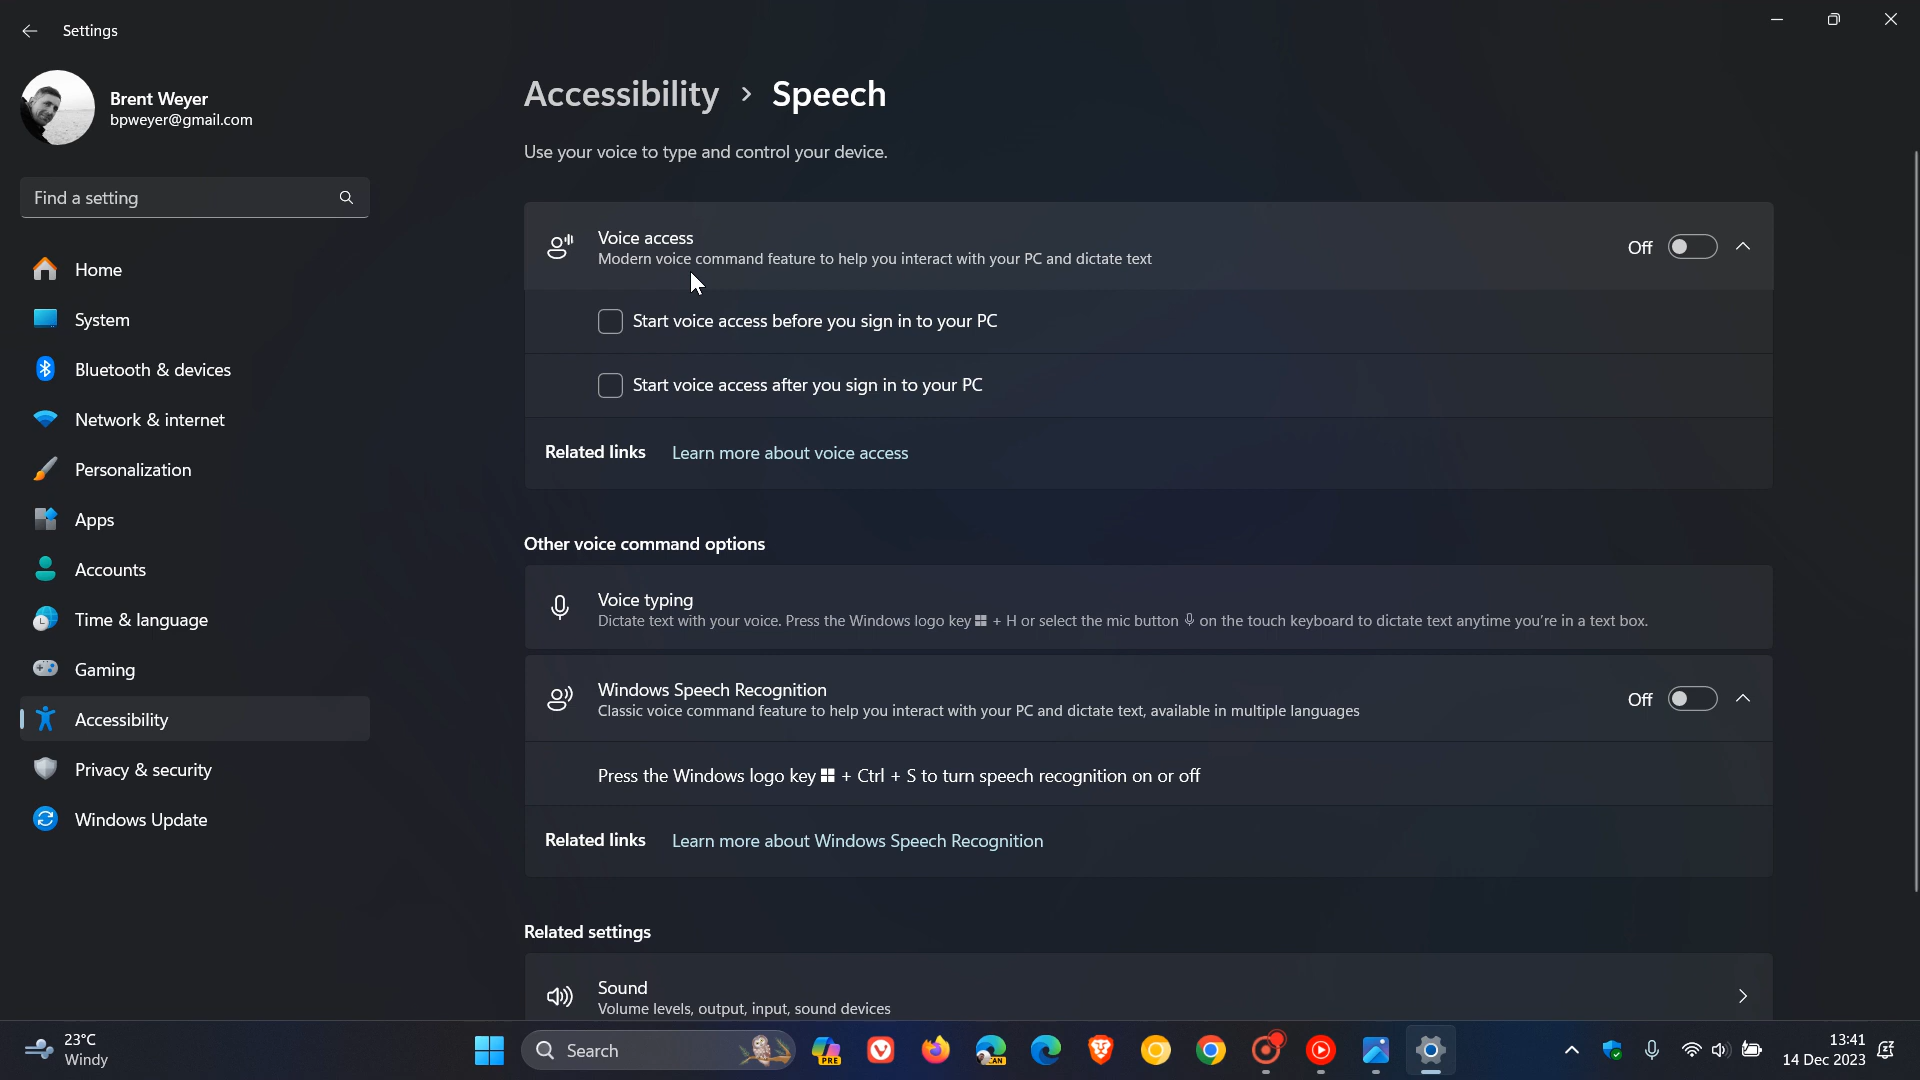 Settings
Brent Weyer
bpweyer@gmail.com
Find a setting
Home
System
Bluetooth & devices
Network & internet
Personalization
Apps
Accounts
Time & language
Gaming
Accessibility
Privacy & security
Windows Update
Accessibility > Speech
Use your voice to type and control your device.
Voice access
Modern voice command feature to help you interact with your PC and dictate text
Off
Start voice access before you sign in to your PC
Start voice access after you sign in to your PC
Related links Learn more about voice access
Other voice command options
Voice typing
Dictate text with your voice. Press the Windows logo key + H or select the mic button on the touch keyboard to dictate text anytime you're in a text box.
Windows Speech Recognition
Classic voice command feature to help you interact with your PC and dictate text, available in multiple languages
Off
Press the Windows logo key + Ctrl + S to turn speech recognition on or off
Related links Learn more about Windows Speech Recognition
Related settings
Sound
Volume levels, output, input, sound devices
23°C
Windy
Search
PRE
CAN
13:41
14 Dec 2023